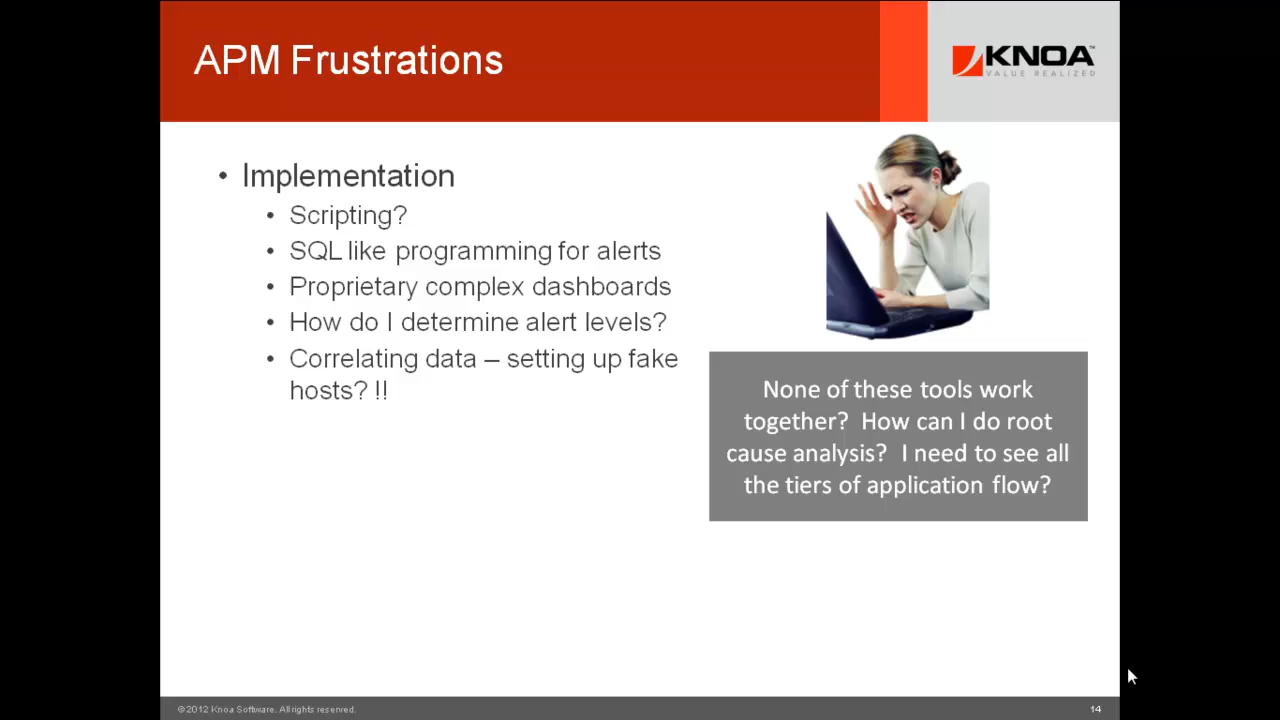 APM Frustrations
KNOA™
VALUE REALIZED
• Implementation
• Scripting?
• SQL like programming for alerts
• Proprietary complex dashboards
• How do I determine alert levels?
• Correlating data – setting up fake
hosts? !!
None of these tools work
together? How can I do root
cause analysis? I need to see all
the tiers of application flow?
©2012 Knoa Software. All rights reserved.
14